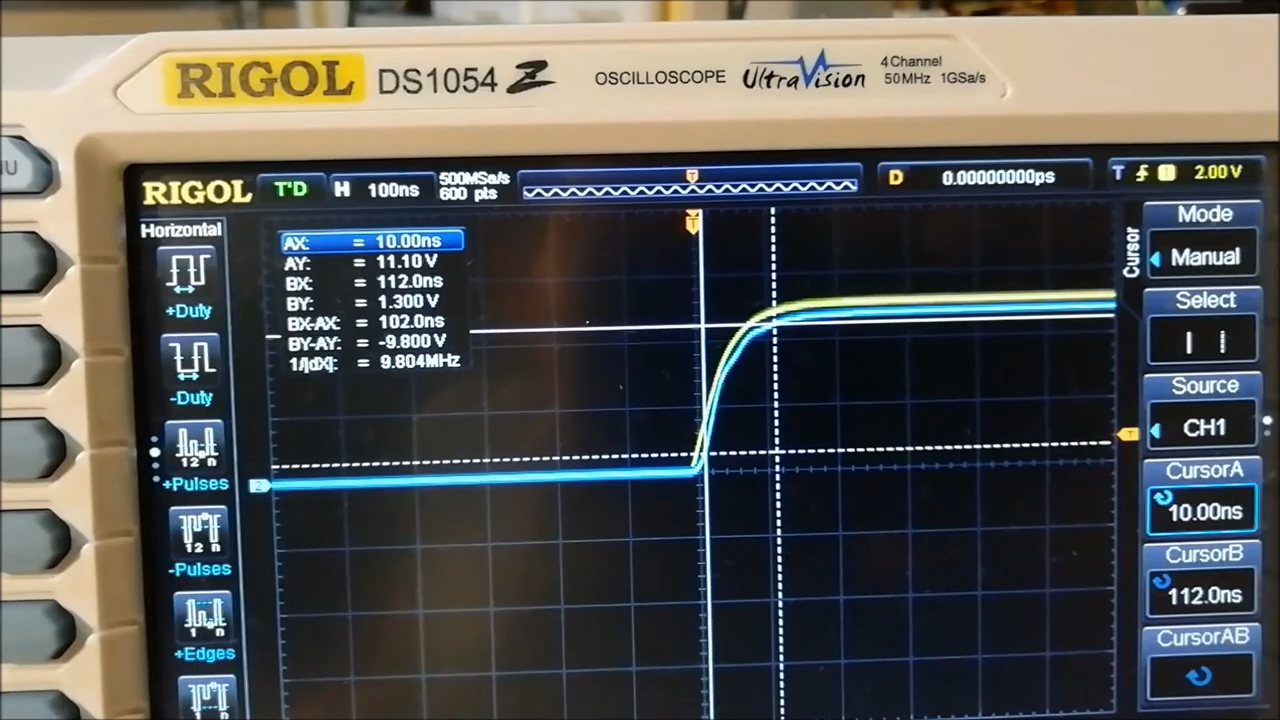 RIGOL DS1054 Z OSCILLOSCOPE UltraVision 4 Channel
50MHz 1GSa/s
NU
RIGOL T'D H 100ns 500MSa/s
600 pts
D 0.00000000ps T 1 2.00 V
Horizontal
+Duty
-Duty
+Pulses
-Pulses
+Edges
AX: = 10.00ns
AY: = 11.10 V
BX: = 112.0ns
BY: = 1.300 V
BX-AX: = 102.0ns
BY-AY: = -9.800 V
1/|dX|: = 9.804MHz
T
2
T
Cursor
Mode
Manual
Select
Source
CH1
CursorA
10.00ns
CursorB
112.0ns
CursorAB